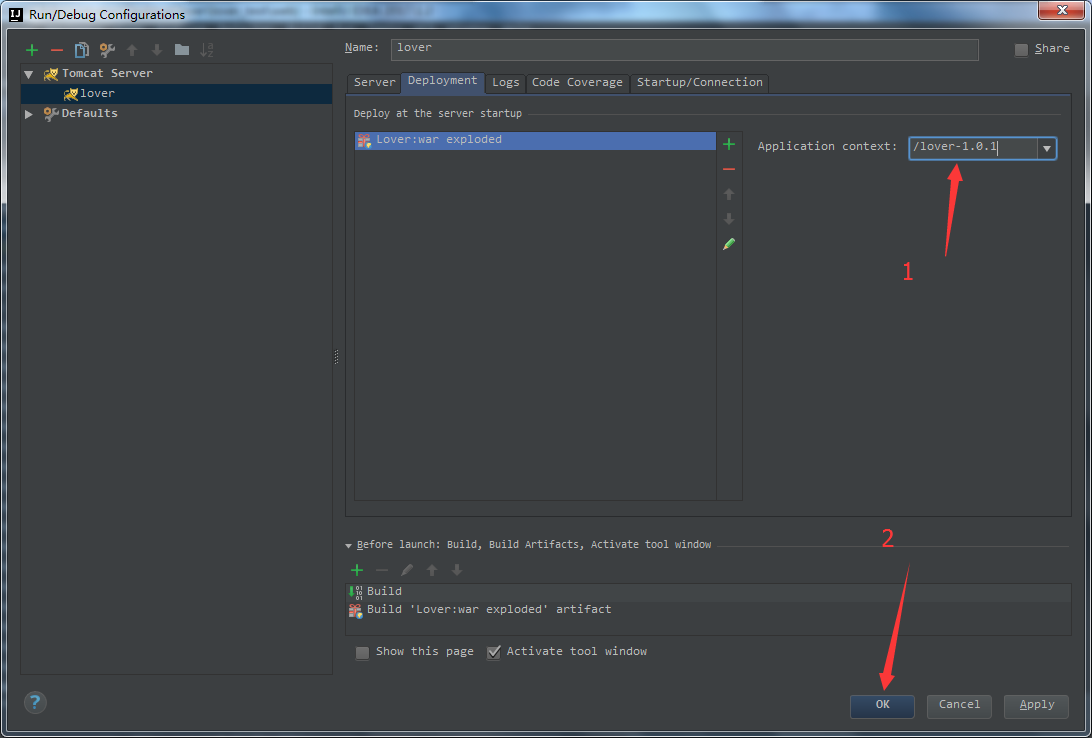 Run/Debug Configurations
Name: lover
Share
Tomcat Server
lover
Defaults
Server Deployment Logs Code Coverage Startup/Connection
Deploy at the server startup
Lover:war exploded
Application context: /lover-1.0.1
1
2
Before launch: Build, Build Artifacts, Activate tool window
Build
Build 'Lover:war exploded' artifact
Show this page Activate tool window
? OK Cancel Apply